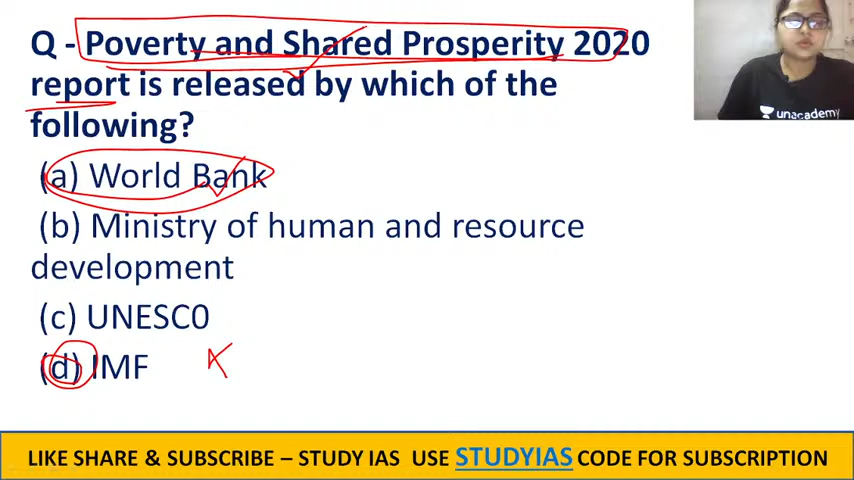 Q - Poverty and Shared Prosperity 2020
report is released by which of the
following?
(a) World Bank
(b) Ministry of human and resource
development
(c) UNESC0
(d) IMF
unacademy
LIKE SHARE & SUBSCRIBE – STUDY IAS USE STUDYIAS CODE FOR SUBSCRIPTION